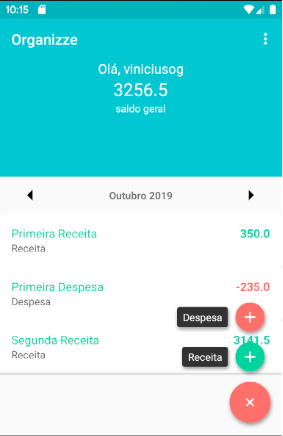 10:15
Organizze
Olá, viniciusog
3256.5
saldo geral
Outubro 2019
Primeira Receita 350.0
Receita
Primeira Despesa -235.0
Despesa
Despesa
Segunda Receita 3141.5
Receita
Receita